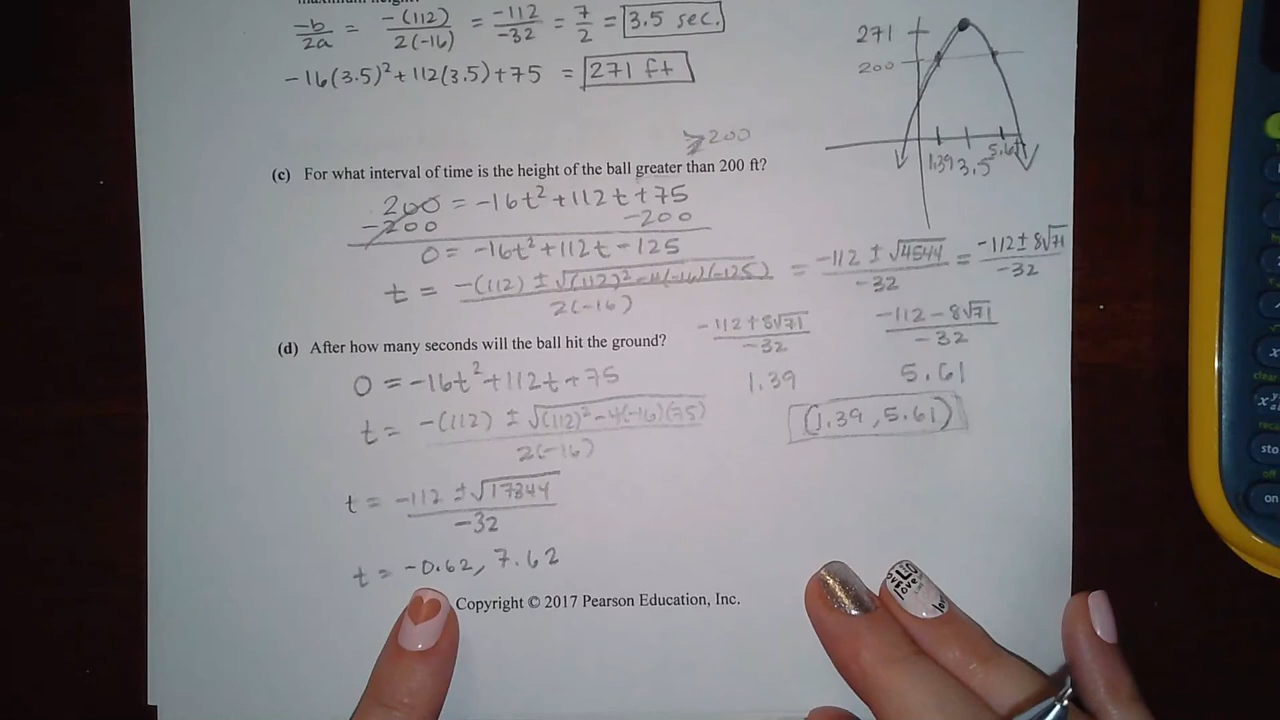 -b/2a = -(112)/2(-16) = -112/-32 = 7/2 = 3.5 sec.
-16(3.5)²+112(3.5)+75 = 271 ft
271
200
1.39 3.5 5.61
≥200
(c) For what interval of time is the height of the ball greater than 200 ft?
200 = -16t²+112t+75
-200 -200
0 = -16t²+112t-125
t = -(112) ± √(112)²-4(-16)(-125) / 2(-16) = -112 ± √4544 / -32 = -112 ± 8√71 / -32
-112+8√71 / -32 -112-8√71 / -32
1.39 5.61
(1.39, 5.61)
(d) After how many seconds will the ball hit the ground?
0 = -16t²+112t+75
t = -(112) ± √(112)²-4(-16)(75) / 2(-16)
t = -112 ± √17344 / -32
t = -0.62, 7.62
Copyright © 2017 Pearson Education, Inc.
sto
on